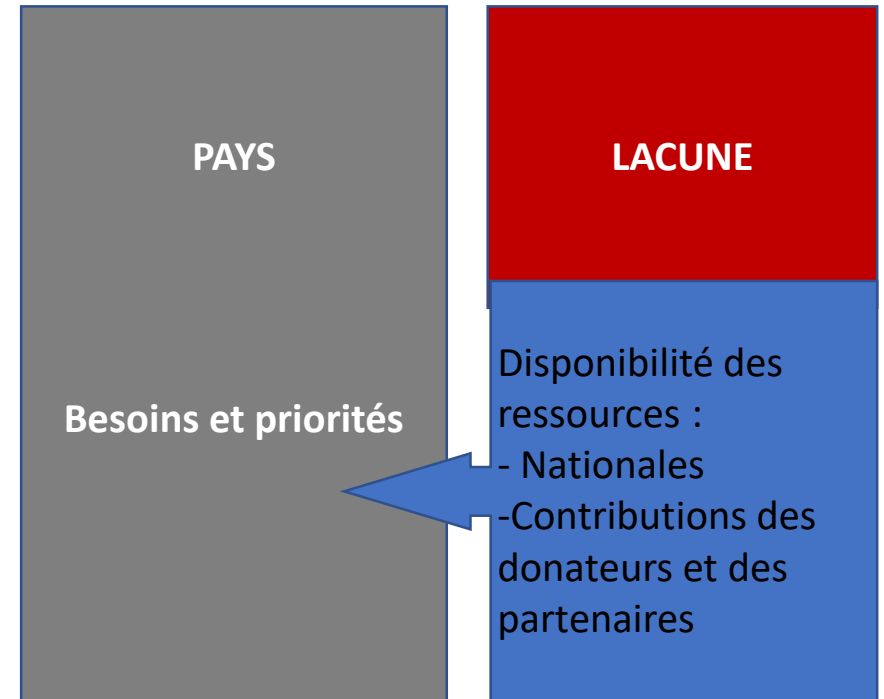 PAYS
Besoins et priorités
LACUNE
Disponibilité des
ressources :
- Nationales
-Contributions des
donateurs et des
partenaires